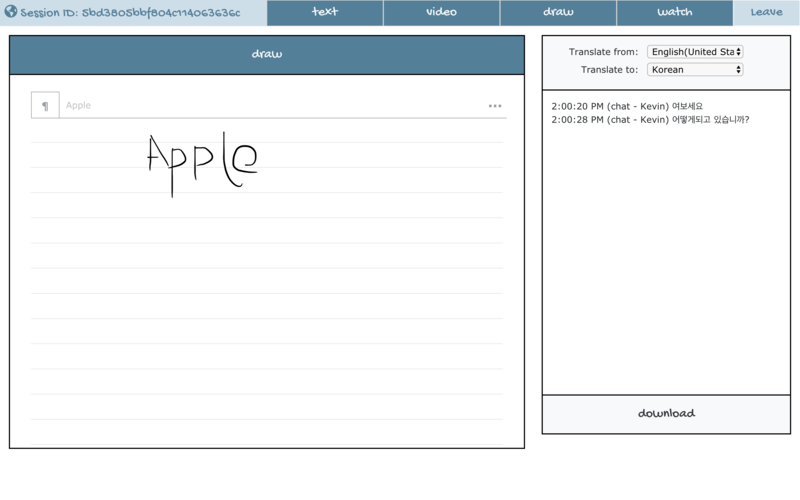 Session ID: 5bd3805bbf804c114063636c
text
video
draw
watch
Leave
draw
¶ Apple ...
Apple
Translate from: English(United Sta
Translate to: Korean
2:00:20 PM (chat - Kevin) 여보세요
2:00:28 PM (chat - Kevin) 어떻게되고 있습니까?
download